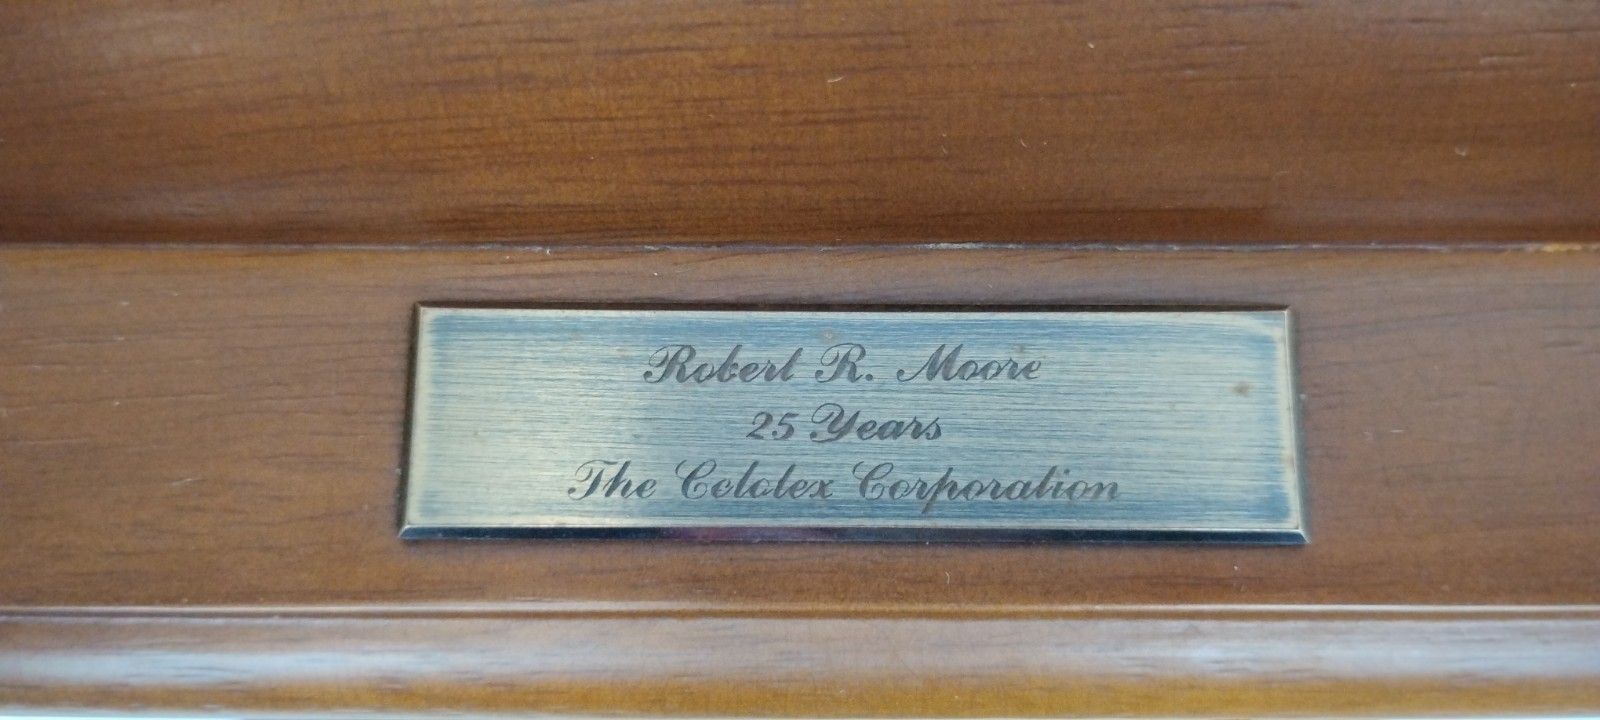 Robert R. Moore
25 Years
The Celotex Corporation